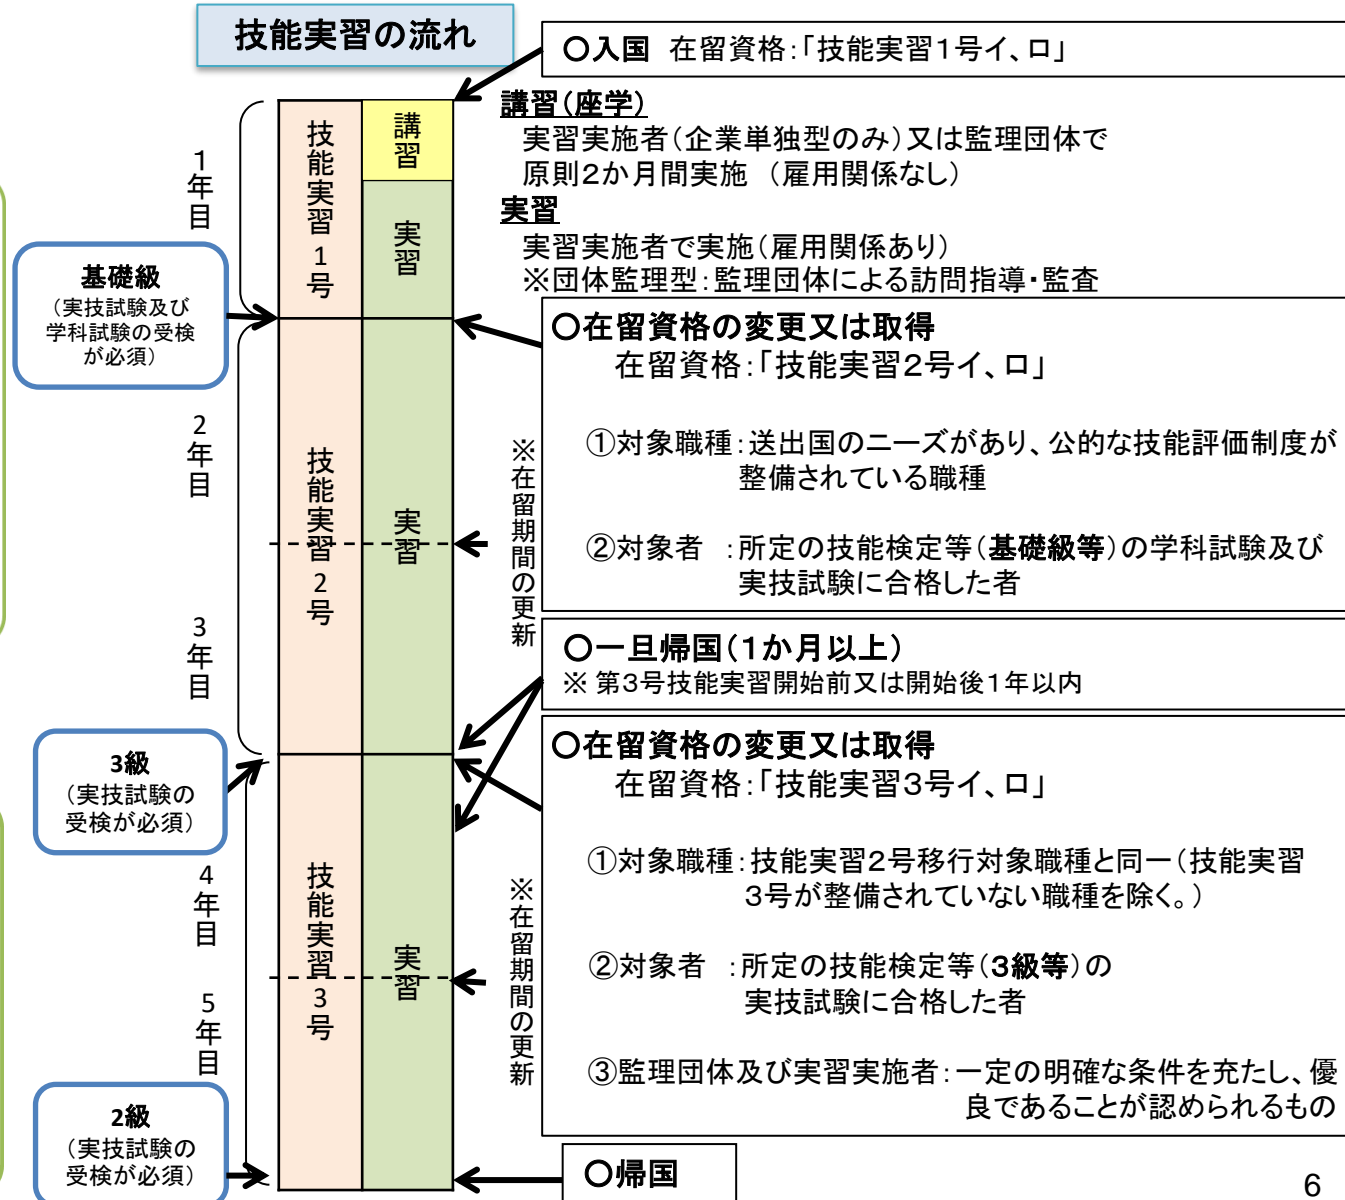 技能実習の流れ
○入国 在留資格:「技能実習1号イ、ロ」
講習(座学)
実習実施者(企業単独型のみ)又は監理団体で
原則2か月間実施 (雇用関係なし)
実習
実習実施者で実施(雇用関係あり)
※団体監理型:監理団体による訪問指導・監査
1年目
技能実習1号
講習
実習
基礎級
(実技試験及び
学科試験の受検
が必須)
○在留資格の変更又は取得
在留資格:「技能実習2号イ、ロ」
①対象職種:送出国のニーズがあり、公的な技能評価制度が
整備されている職種
②対象者 :所定の技能検定等(基礎級等)の学科試験及び
実技試験に合格した者
2年目
技能実習2号
実習
※在留期間の更新
3年目
○一旦帰国(1か月以上)
※ 第3号技能実習開始前又は開始後1年以内
3級
(実技試験の
受検が必須)
○在留資格の変更又は取得
在留資格:「技能実習3号イ、ロ」
①対象職種:技能実習2号移行対象職種と同一(技能実習
3号が整備されていない職種を除く。)
②対象者 :所定の技能検定等(3級等)の
実技試験に合格した者
③監理団体及び実習実施者:一定の明確な条件を充たし、優
良であることが認められるもの
4年目
技能実習3号
実習
※在留期間の更新
5年目
2級
(実技試験の
受検が必須)
○帰国
6